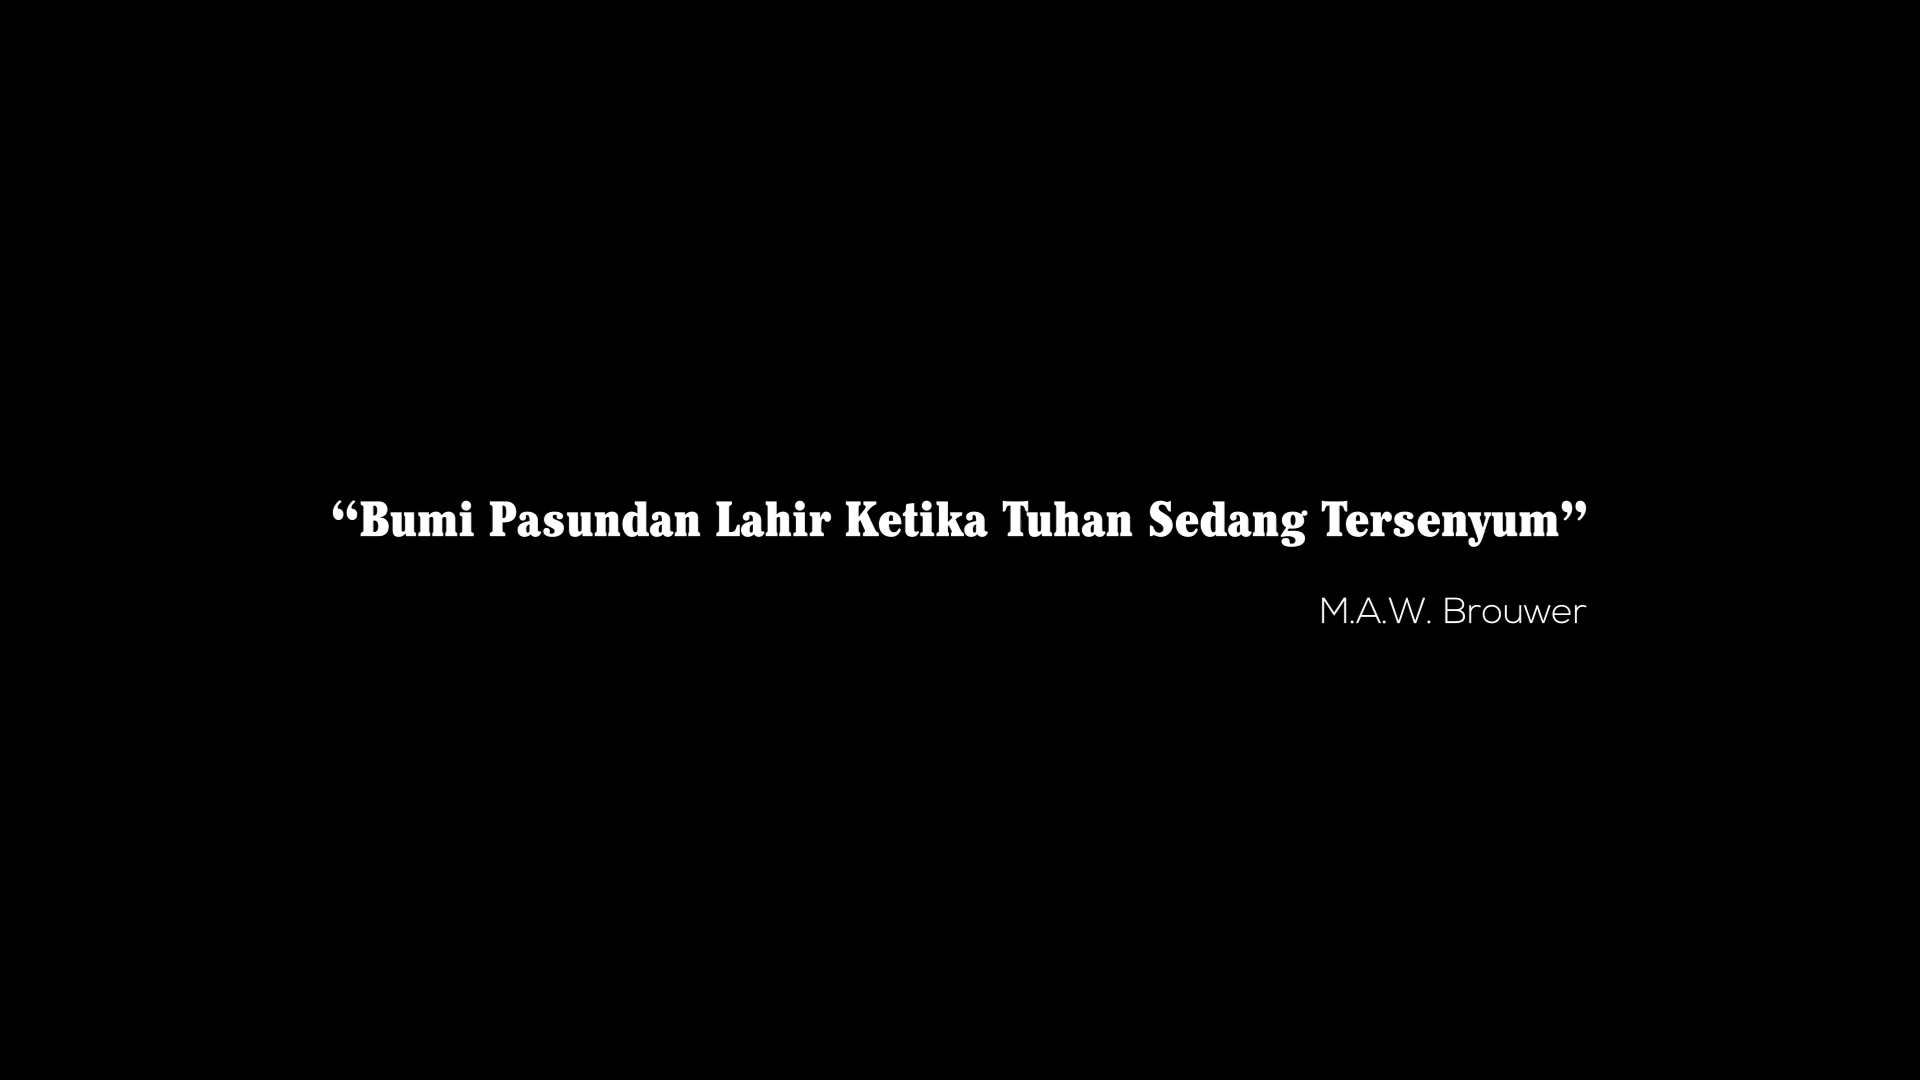 “Bumi Pasundan Lahir Ketika Tuhan Sedang Tersenyum”
M.A.W. Brouwer